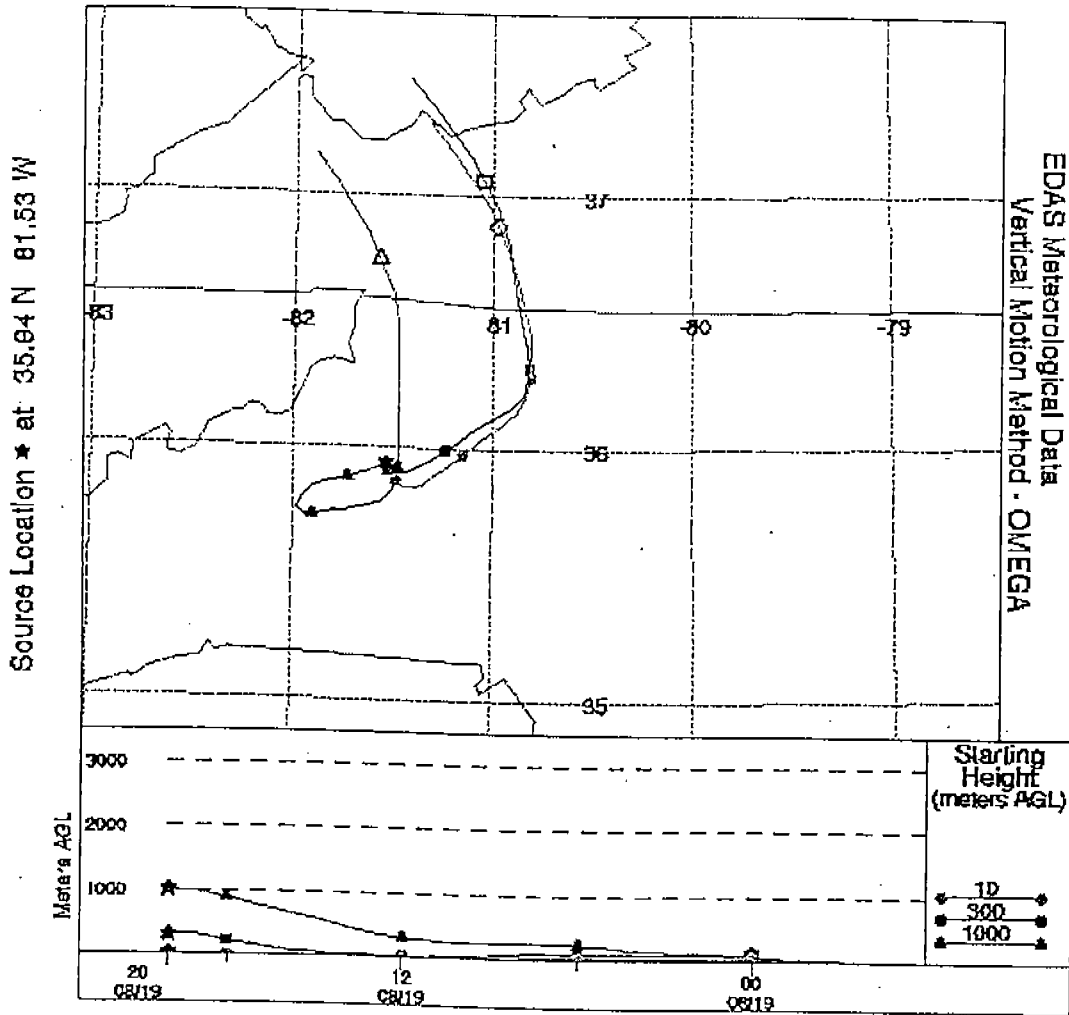 Source Location ★ at 35.94 N 81.53 W
EDAS Meteorological Data
Vertical Motion Method - OMEGA
37
-83
-82
-81
-80
-79
36
35
3000
2000
1000
Meters AGL
20
08/19
12
08/19
00
08/19
Starting
Height
(meters AGL)
10
300
1000